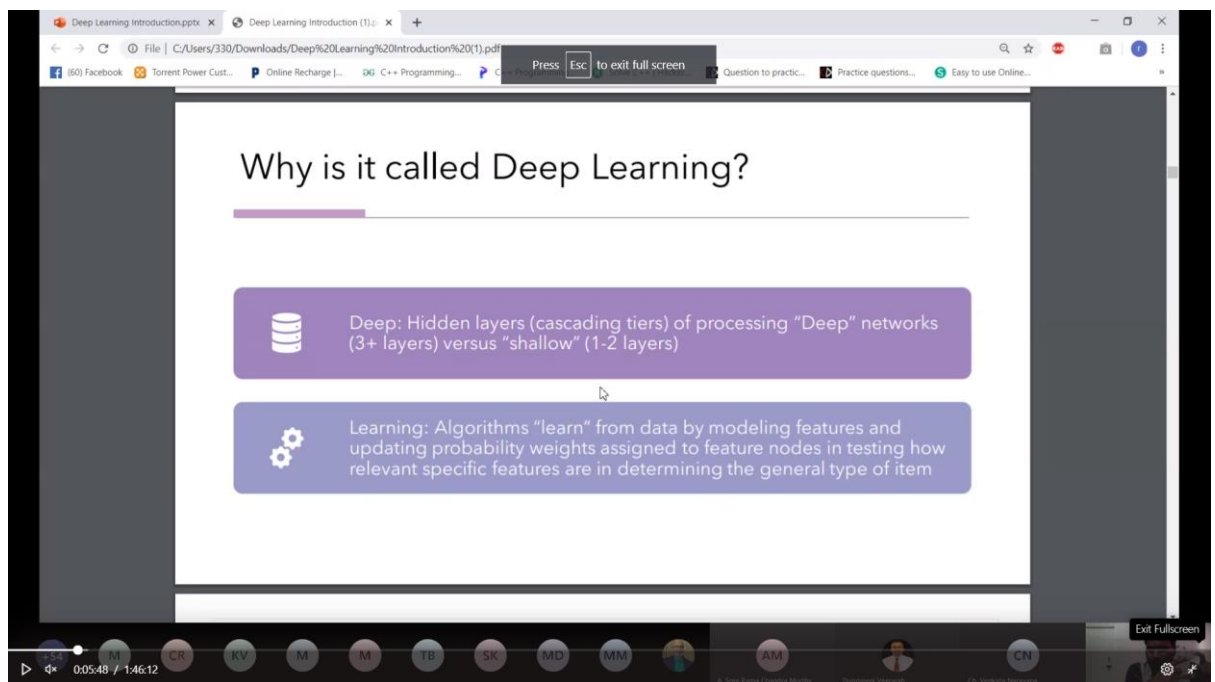 Deep Learning Introduction.pptx
Deep Learning Introduction (1).p
File | C:/Users/330/Downloads/Deep%20Learning%20Introduction%20(1).pdf
Press Esc to exit full screen
(60) Facebook Torrent Power Cust... Online Recharge |... C++ Programming... Question to practic... Practice questions... Easy to use Online...
Why is it called Deep Learning?
Deep: Hidden layers (cascading tiers) of processing “Deep” networks
(3+ layers) versus “shallow” (1-2 layers)
Learning: Algorithms “learn” from data by modeling features and
updating probability weights assigned to feature nodes in testing how
relevant specific features are in determining the general type of item
Exit Fullscreen
+54 M CR KV M M TB SK MD MM AM CN
0:05:48 / 1:46:12